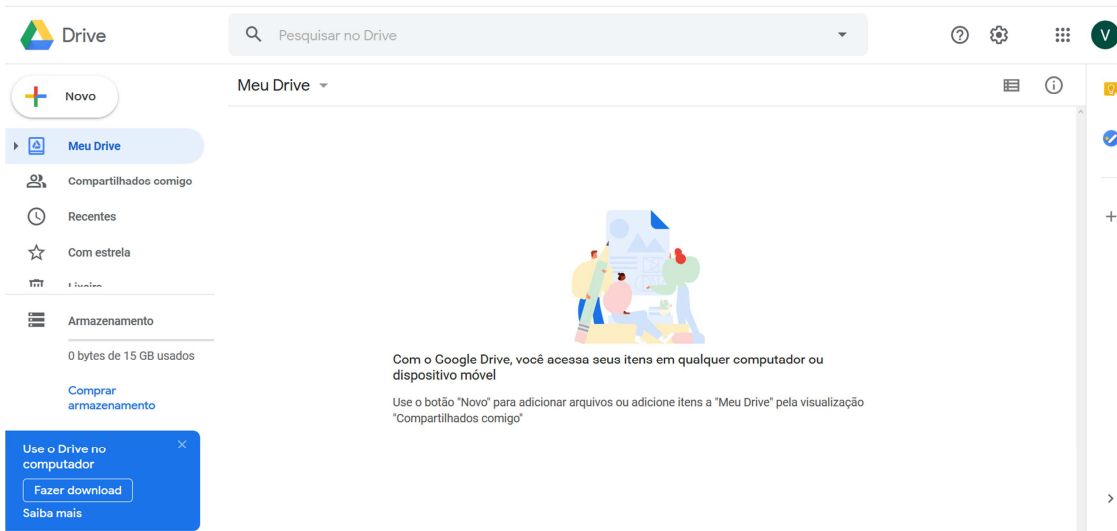 Drive
Pesquisar no Drive
V
Novo
Meu Drive
Meu Drive
Compartilhados comigo
Recentes
Com estrela
Lixeira
Armazenamento
0 bytes de 15 GB usados
Comprar
armazenamento
Com o Google Drive, você acessa seus itens em qualquer computador ou
dispositivo móvel
Use o botão "Novo" para adicionar arquivos ou adicione itens a "Meu Drive" pela visualização
"Compartilhados comigo"
Use o Drive no
computador
Fazer download
Saiba mais